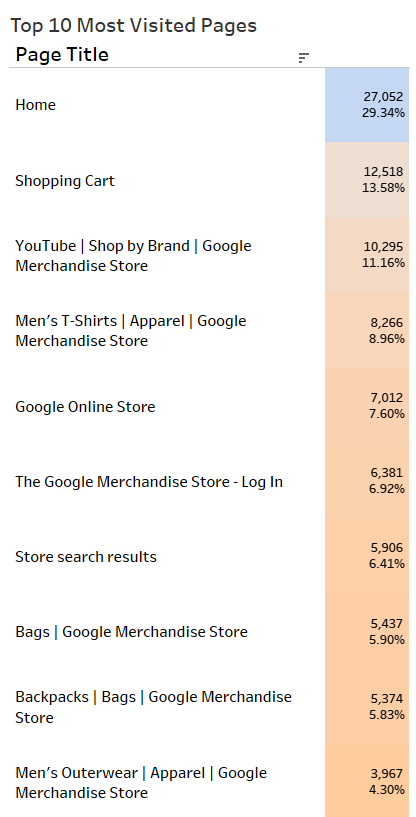 Top 10 Most Visited Pages
Page Title
Home
27,052
29.34%
Shopping Cart
12,518
13.58%
YouTube | Shop by Brand | Google
Merchandise Store
10,295
11.16%
Men's T-Shirts | Apparel | Google
Merchandise Store
8,266
8.96%
Google Online Store
7,012
7.60%
The Google Merchandise Store - Log In
6,381
6.92%
Store search results
5,906
6.41%
Bags | Google Merchandise Store
5,437
5.90%
Backpacks | Bags | Google Merchandise
Store
5,374
5.83%
Men's Outerwear | Apparel | Google
Merchandise Store
3,967
4.30%